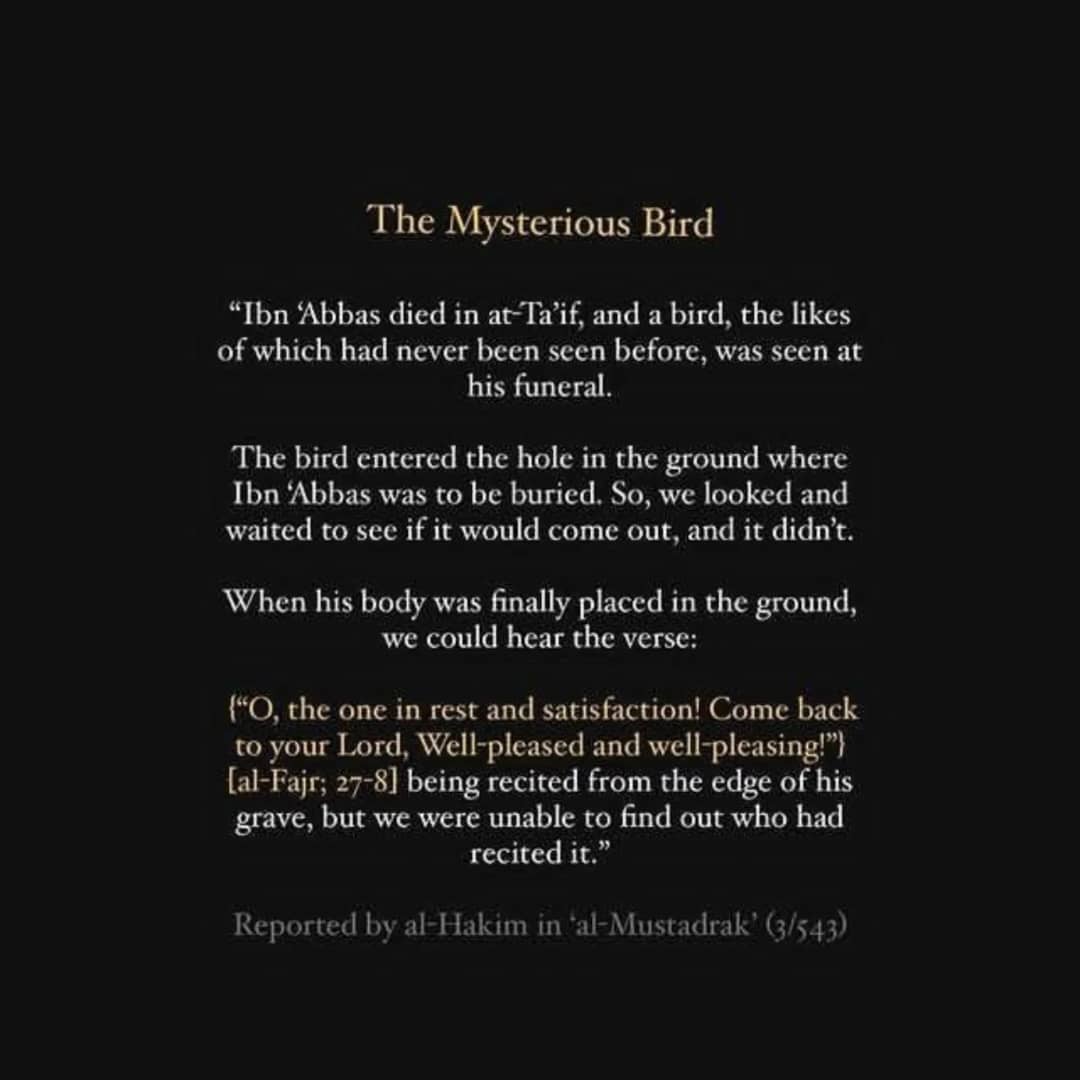 The Mysterious Bird
“Ibn ‘Abbas died in at-Ta’if, and a bird, the likes
of which had never been seen before, was seen at
his funeral.
The bird entered the hole in the ground where
Ibn ‘Abbas was to be buried. So, we looked and
waited to see if it would come out, and it didn’t.
When his body was finally placed in the ground,
we could hear the verse:
{“O, the one in rest and satisfaction! Come back
to your Lord, Well-pleased and well-pleasing!”}
[al-Fajr; 27-8] being recited from the edge of his
grave, but we were unable to find out who had
recited it.”
Reported by al-Hakim in ‘al-Mustadrak’ (3/543)